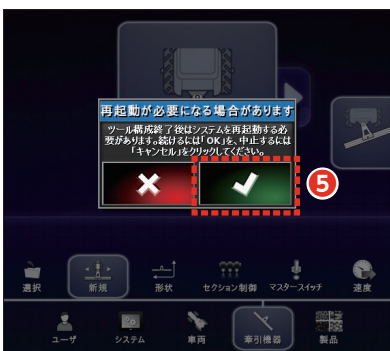 再起動が必要になる場合があります
ツール構成終了後はシステムを再起動する必
要があります。続けるには「OK」を、中止するには
「キャンセル」をクリックしてください。
5
選択
新規
形状
セクション制御
マスタースイッチ
速度
ユーザ
システム
車両
牽引機器
製品